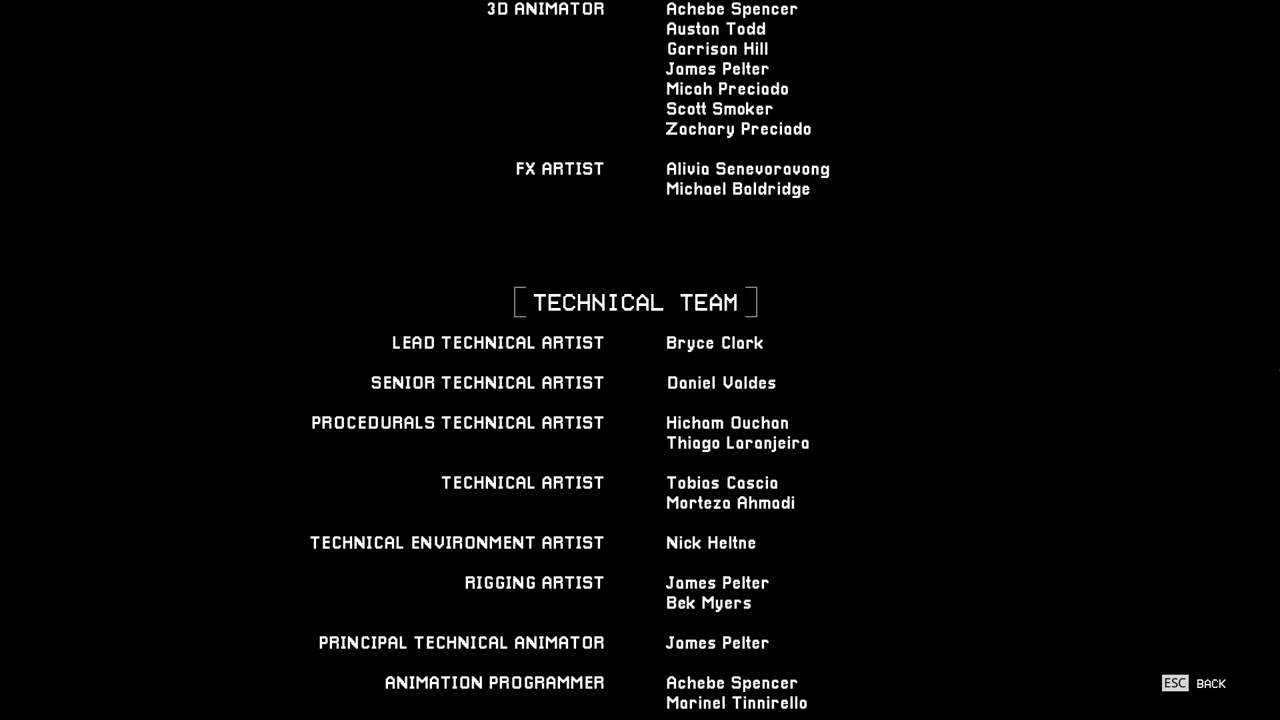 3D ANIMATOR Achebe Spencer
Austan Todd
Garrison Hill
James Pelter
Micah Preciado
Scott Smoker
Zachary Preciado
FX ARTIST Alivia Senevoravong
Michael Baldridge
TECHNICAL TEAM
LEAD TECHNICAL ARTIST Bryce Clark
SENIOR TECHNICAL ARTIST Daniel Valdes
PROCEDURALS TECHNICAL ARTIST Hicham Ouchan
Thiago Laranjeira
TECHNICAL ARTIST Tobias Cascia
Morteza Ahmadi
TECHNICAL ENVIRONMENT ARTIST Nick Heltne
RIGGING ARTIST James Pelter
Bek Myers
PRINCIPAL TECHNICAL ANIMATOR James Pelter
ANIMATION PROGRAMMER Achebe Spencer
Marinel Tinnirello
ESC BACK